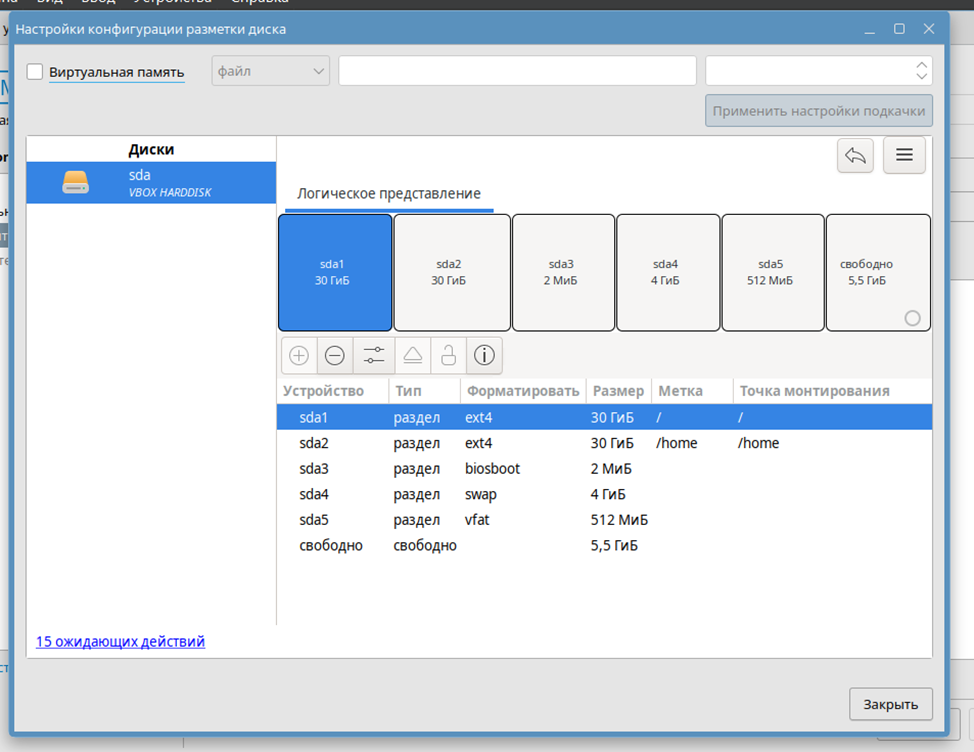 Вид Ввод Устройства Справка
Настройки конфигурации разметки диска
Виртуальная память файл
Применить настройки подкачки
Диски
sda
VBOX HARDDISK
Логическое представление
sda1
30 ГиБ
sda2
30 ГиБ
sda3
2 МиБ
sda4
4 ГиБ
sda5
512 МиБ
свободно
5,5 ГиБ
Устройство Тип Форматировать Размер Метка Точка монтирования
sda1 раздел ext4 30 ГиБ / /
sda2 раздел ext4 30 ГиБ /home /home
sda3 раздел biosboot 2 МиБ
sda4 раздел swap 4 ГиБ
sda5 раздел vfat 512 МиБ
свободно свободно 5,5 ГиБ
15 ожидающих действий
Закрыть